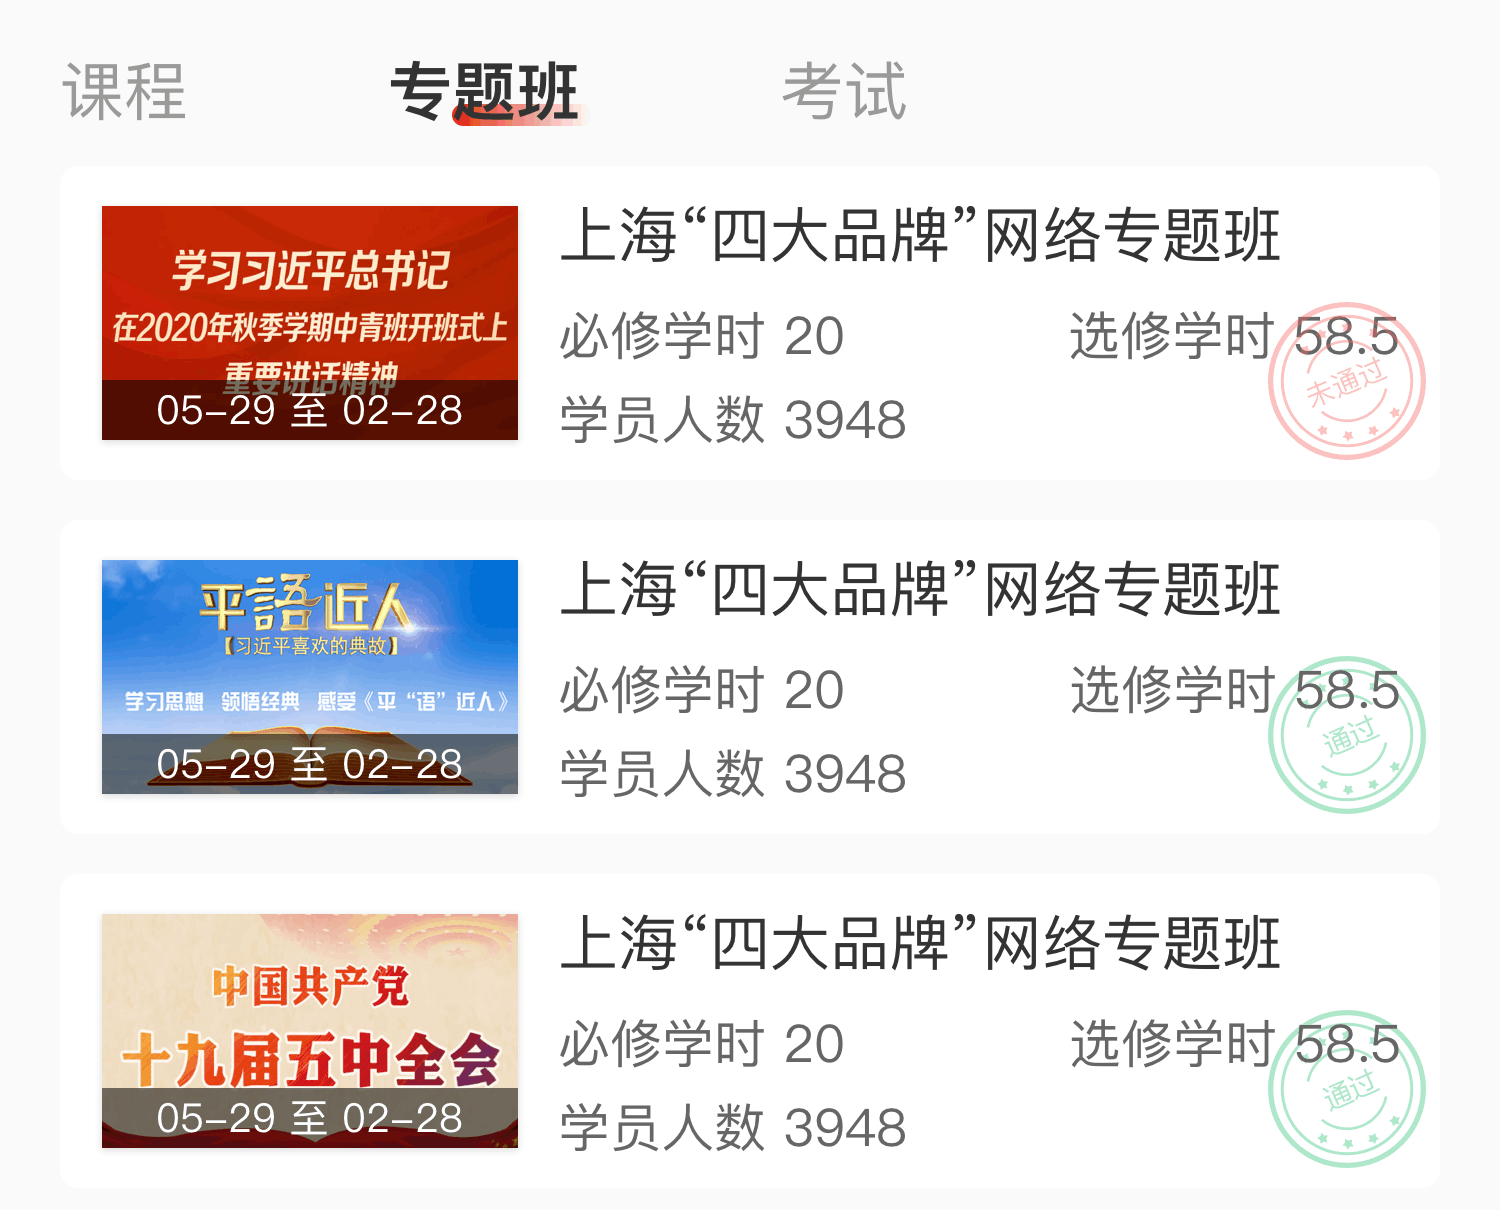 课程 专题班 考试
学习习近平总书记
在2020年秋季学期中青班开班式上
重要讲话精神
05-29 至 02-28
上海“四大品牌”网络专题班
必修学时 20 选修学时 58.5
未通过
学员人数 3948
平語近人
【习近平喜欢的典故】
学习思想 领悟经典 感受《平“语”近人》
05-29 至 02-28
上海“四大品牌”网络专题班
必修学时 20 选修学时 58.5
通过
学员人数 3948
中国共产党
十九届五中全会
05-29 至 02-28
上海“四大品牌”网络专题班
必修学时 20 选修学时 58.5
通过
学员人数 3948